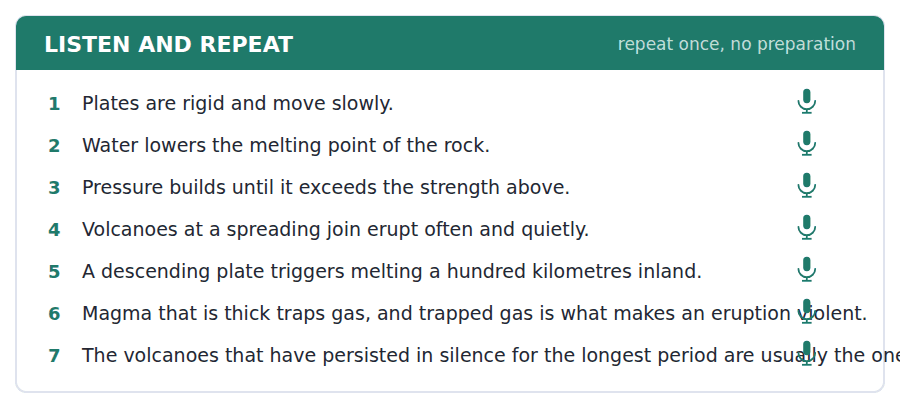 LISTEN AND REPEAT
repeat once, no preparation
1 Plates are rigid and move slowly.
2 Water lowers the melting point of the rock.
3 Pressure builds until it exceeds the strength above.
4 Volcanoes at a spreading join erupt often and quietly.
5 A descending plate triggers melting a hundred kilometres inland.
6 Magma that is thick traps gas, and trapped gas is what makes an eruption violent.
7 The volcanoes that have persisted in silence for the longest period are usually the